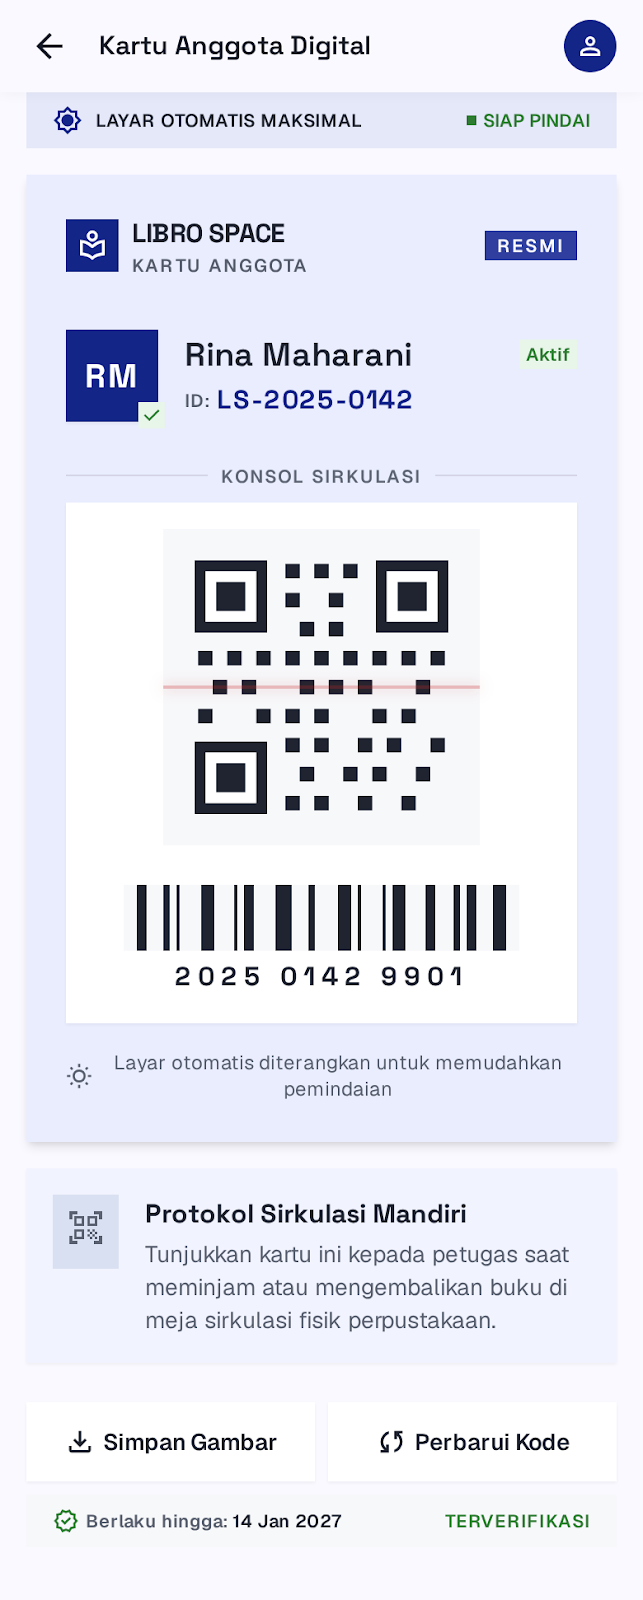 Kartu Anggota Digital
LAYAR OTOMATIS MAKSIMAL
SIAP PINDAI
LIBRO SPACE
KARTU ANGGOTA
RESMI
RM
Rina Maharani
Aktif
ID: LS-2025-0142
KONSOL SIRKULASI
2025 0142 9901
Layar otomatis diterangkan untuk memudahkan
pemindaian
Protokol Sirkulasi Mandiri
Tunjukkan kartu ini kepada petugas saat
meminjam atau mengembalikan buku di
meja sirkulasi fisik perpustakaan.
Simpan Gambar
Perbarui Kode
Berlaku hingga: 14 Jan 2027
TERVERIFIKASI